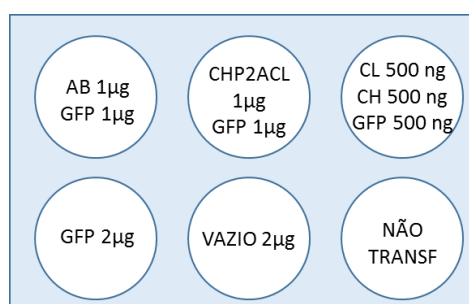 AB 1µg
GFP 1µg
CHP2ACL
1µg
GFP 1µg
CL 500 ng
CH 500 ng
GFP 500 ng
GFP 2µg
VAZIO 2µg
NÃO
TRANSF